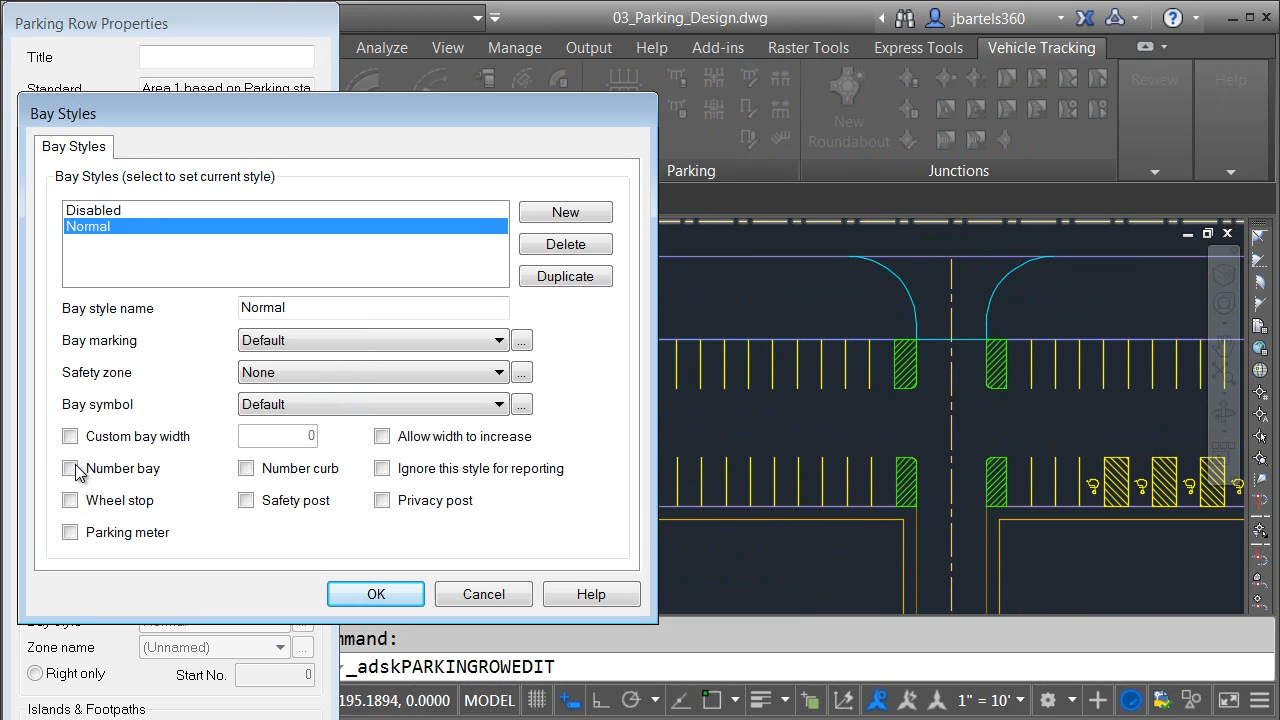 Parking Row Properties
03_Parking_Design.dwg
jbartels360
Title
Analyze View Manage Output Help Add-ins Raster Tools Express Tools Vehicle Tracking
Standard
Area 1 based on Parking sta
New
Roundabout
Review
Help
Parking
Junctions
Bay Styles
Bay Styles
Bay Styles (select to set current style)
Disabled
Normal
New
Delete
Duplicate
Bay style name
Normal
Bay marking
Default
...
Safety zone
None
...
Bay symbol
Default
...
Custom bay width
0
Allow width to increase
Number bay
Number curb
Ignore this style for reporting
Wheel stop
Safety post
Privacy post
Parking meter
OK
Cancel
Help
mmand:
Zone name
(Unnamed)
...
_adskPARKINGROWEDIT
Right only
Start No.
0
195.1894, 0.0000
MODEL
1" = 10'
Islands & Footpaths